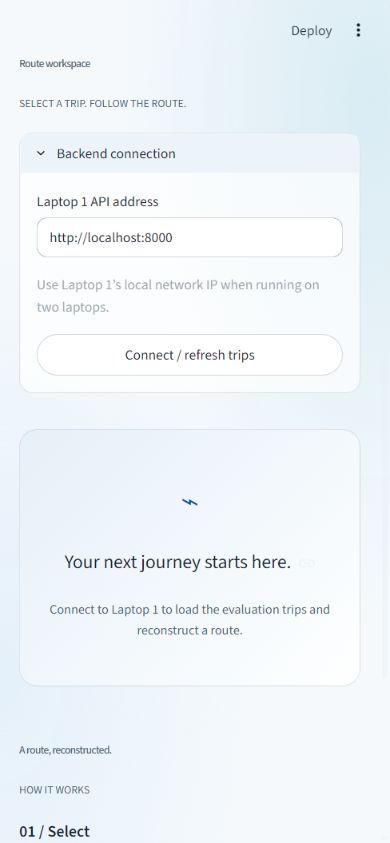 Deploy
Route workspace
SELECT A TRIP. FOLLOW THE ROUTE.
Backend connection
Laptop 1 API address
http://localhost:8000
Use Laptop 1's local network IP when running on
two laptops.
Connect / refresh trips
Your next journey starts here.
Connect to Laptop 1 to load the evaluation trips and
reconstruct a route.
A route, reconstructed.
HOW IT WORKS
01 / Select